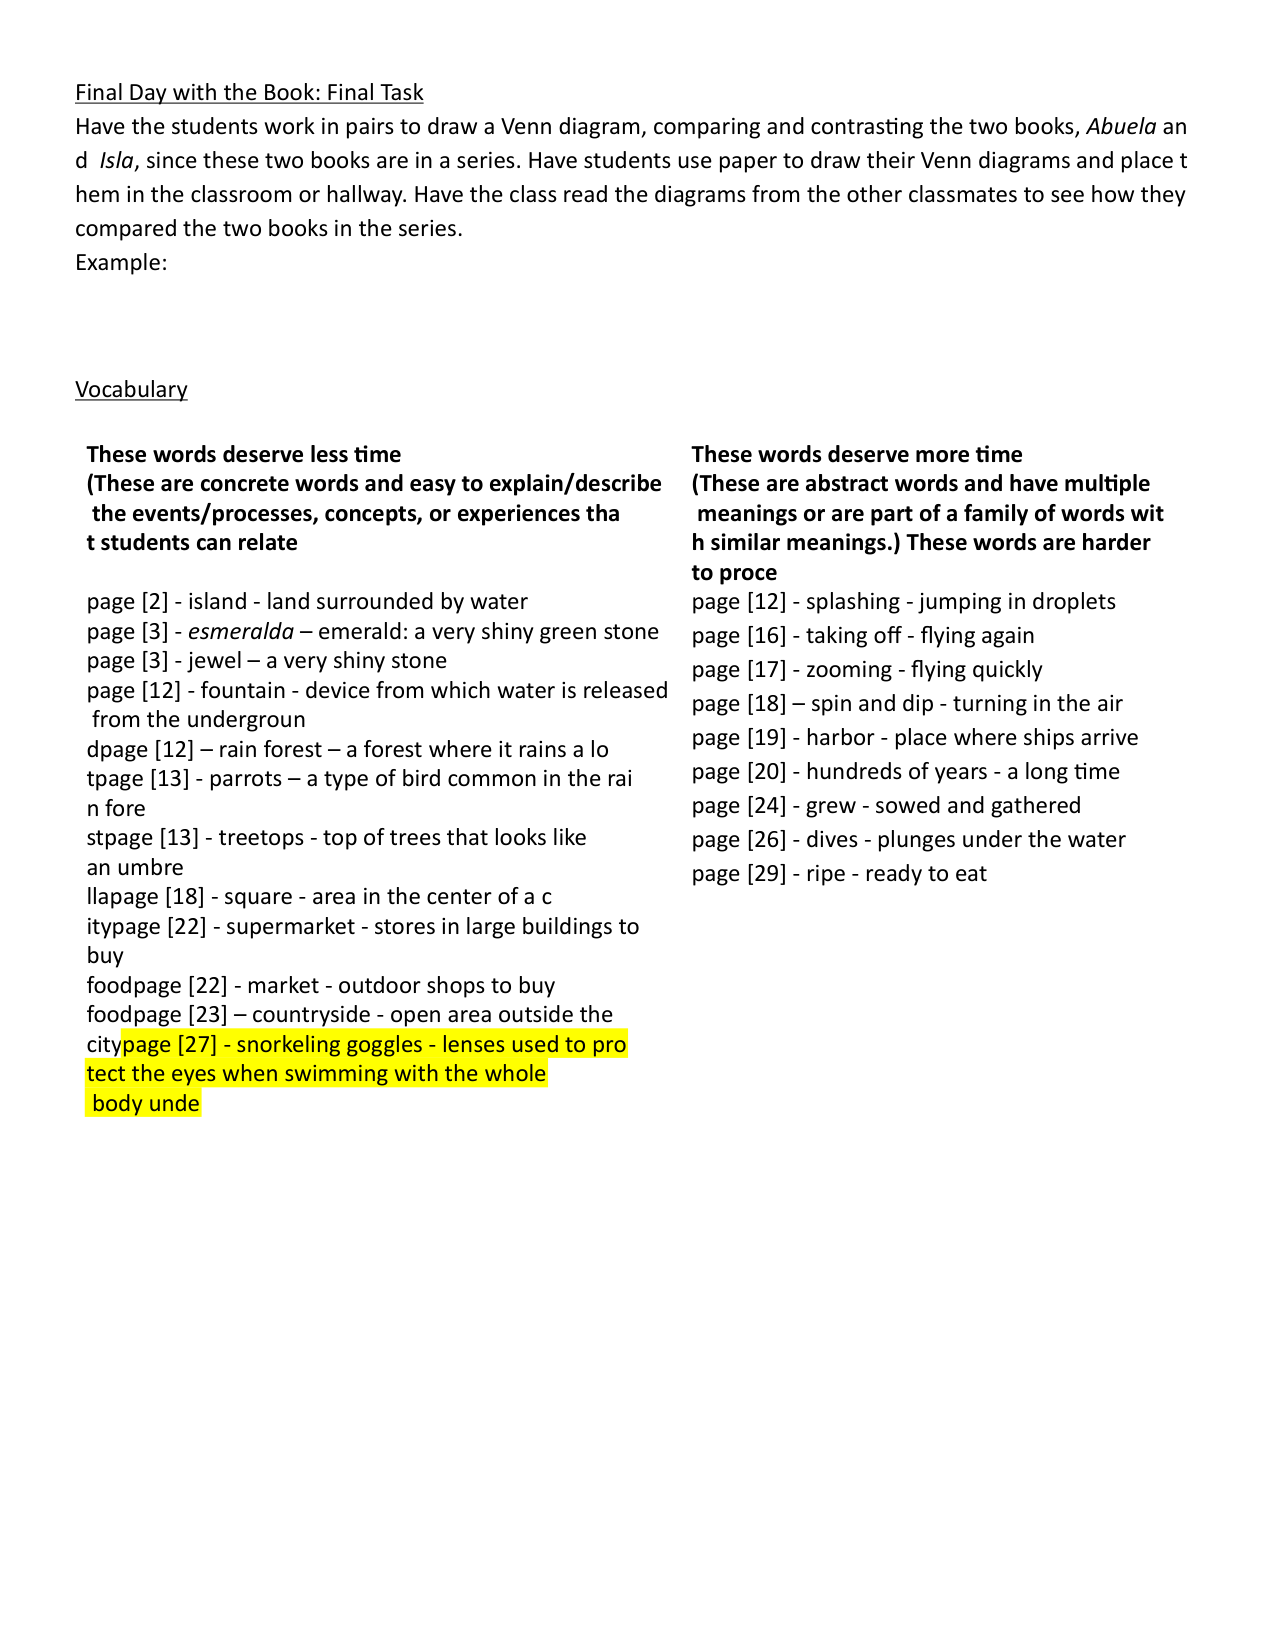 Final Day with the Book: Final Task
Have the students work in pairs to draw a Venn diagram, comparing and contrasting the two books, Abuela an
d  Isla, since these two books are in a series. Have students use paper to draw their Venn diagrams and place t
hem in the classroom or hallway. Have the class read the diagrams from the other classmates to see how they
compared the two books in the series.
Example:
Vocabulary
These words deserve less time
(These are concrete words and easy to explain/describe
the events/processes, concepts, or experiences tha
t students can relate
page [2] - island - land surrounded by water
page [3] - esmeralda – emerald: a very shiny green stone
page [3] - jewel – a very shiny stone
page [12] - fountain - device from which water is released
from the undergroun
dpage [12] – rain forest – a forest where it rains a lo
tpage [13] - parrots – a type of bird common in the rai
n fore
stpage [13] - treetops - top of trees that looks like
an umbre
llapage [18] - square - area in the center of a c
itypage [22] - supermarket - stores in large buildings to
buy
foodpage [22] - market - outdoor shops to buy
foodpage [23] – countryside - open area outside the
citypage [27] - snorkeling goggles - lenses used to pro
tect the eyes when swimming with the whole
body unde
These words deserve more time
(These are abstract words and have multiple
meanings or are part of a family of words wit
h similar meanings.) These words are harder
to proce
page [12] - splashing - jumping in droplets
page [16] - taking off - flying again
page [17] - zooming - flying quickly
page [18] – spin and dip - turning in the air
page [19] - harbor - place where ships arrive
page [20] - hundreds of years - a long time
page [24] - grew - sowed and gathered
page [26] - dives - plunges under the water
page [29] - ripe - ready to eat